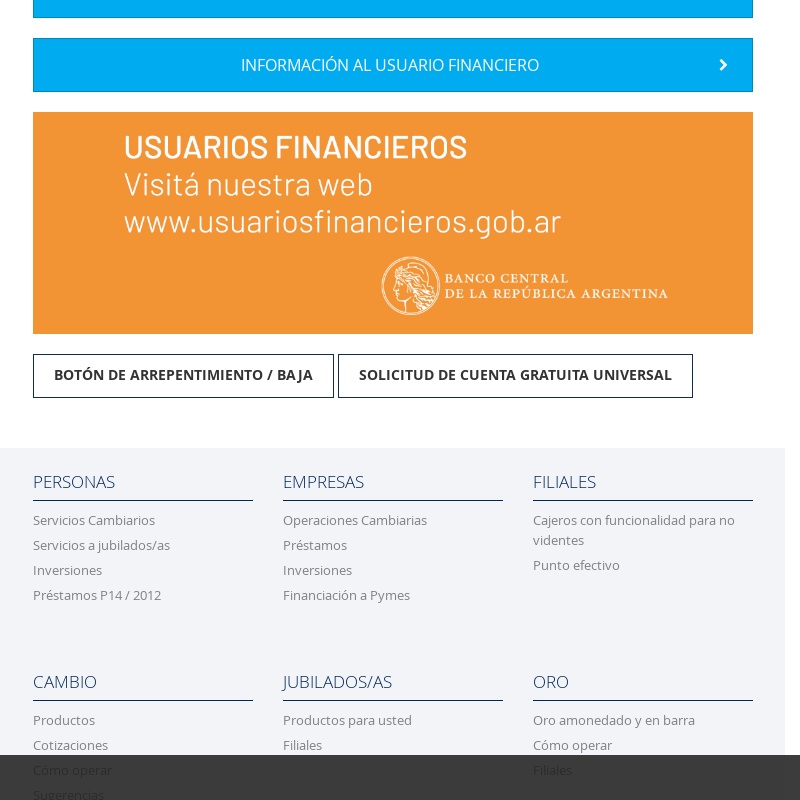 INFORMACIÓN AL USUARIO FINANCIERO
USUARIOS FINANCIEROS
Visitá nuestra web
www.usuariosfinancieros.gob.ar
BANCO CENTRAL
DE LA REPÚBLICA ARGENTINA
BOTÓN DE ARREPENTIMIENTO / BAJA
SOLICITUD DE CUENTA GRATUITA UNIVERSAL
PERSONAS
Servicios Cambiarios
Servicios a jubilados/as
Inversiones
Préstamos P14 / 2012
EMPRESAS
Operaciones Cambiarias
Préstamos
Inversiones
Financiación a Pymes
FILIALES
Cajeros con funcionalidad para no
videntes
Punto efectivo
CAMBIO
Productos
Cotizaciones
Cómo operar
Sugerencias
JUBILADOS/AS
Productos para usted
Filiales
ORO
Oro amonedado y en barra
Cómo operar
Filiales